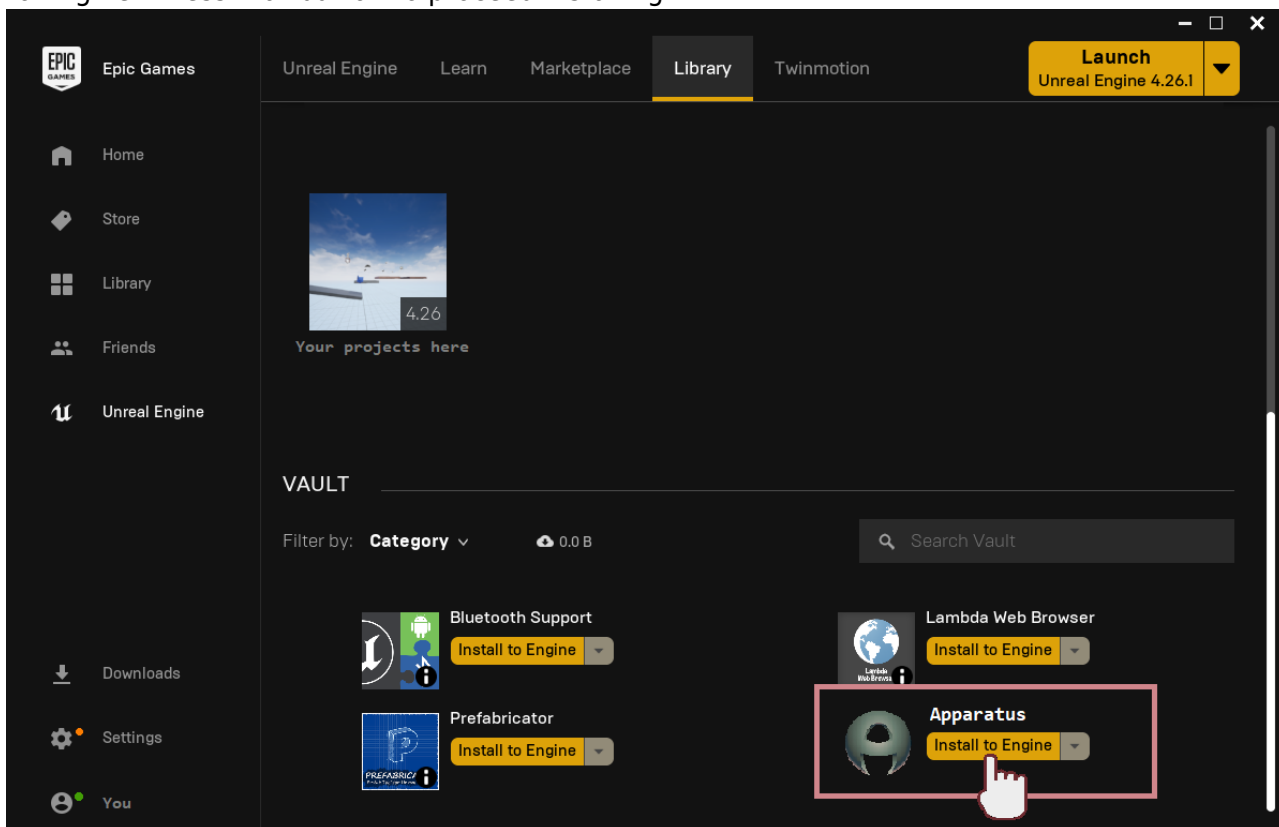 EPIC
GAMES
Epic Games
Unreal Engine
Learn
Marketplace
Library
Twinmotion
Launch
Unreal Engine 4.26.1
Home
Store
Library
Friends
Unreal Engine
4.26
Your projects here
VAULT
Filter by: Category
0.0 B
Search Vault
Bluetooth Support
Install to Engine
Lambda Web Browser
Install to Engine
Prefabricator
Install to Engine
Apparatus
Install to Engine
Downloads
Settings
You